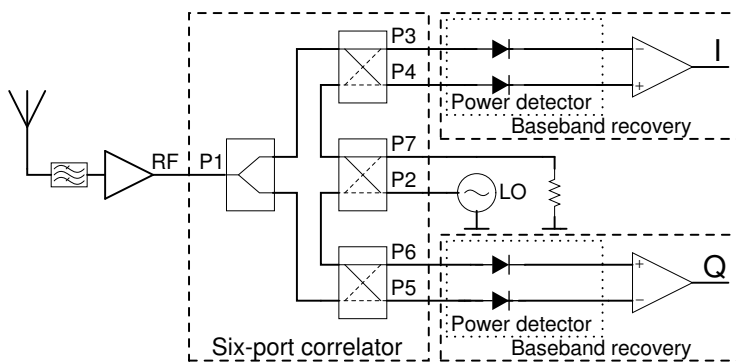 P3
I
P4
Power detector
Baseband recovery
RF
P1
P7
P2
LO
P6
Q
P5
Power detector
Six-port correlator
Baseband recovery